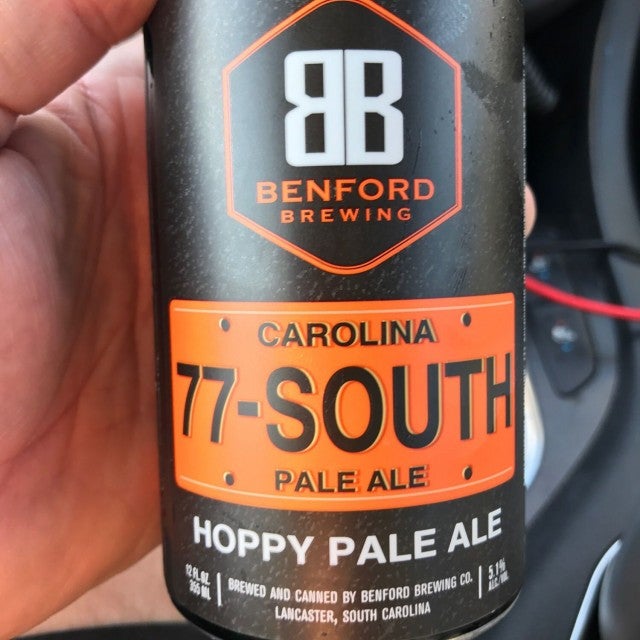 BB
BENFORD
BREWING
CAROLINA
77-SOUTH
PALE ALE
HOPPY PALE ALE
12 FL. OZ.
355 ML
BREWED AND CANNED BY BENFORD BREWING CO.
LANCASTER, SOUTH CAROLINA
5.1%
ALC./VOL.